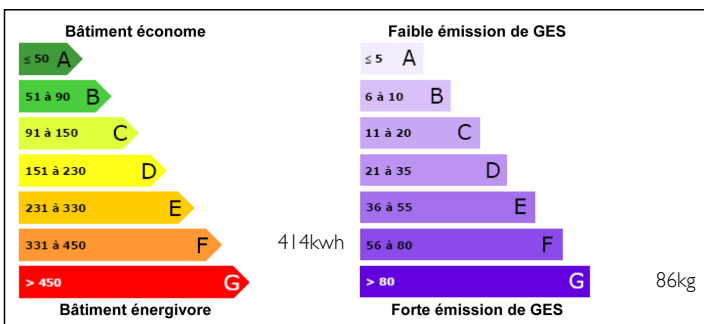 Bâtiment économe
≤ 50 A
51 à 90 B
91 à 150 C
151 à 230 D
231 à 330 E
331 à 450 F
414kwh
> 450 G
Bâtiment énergivore
Faible émission de GES
≤ 5 A
6 à 10 B
11 à 20 C
21 à 35 D
36 à 55 E
56 à 80 F
> 80 G
86kg
Forte émission de GES